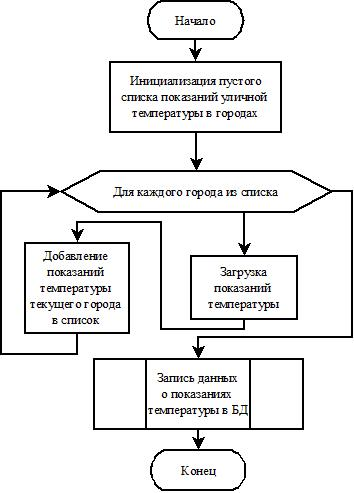 Начало
Инициализация пустого
списка показаний уличной
температуры в городах
Для каждого города из списка
Добавление
показаний
температуры
текущего города
в список
Загрузка
показаний
температуры
Запись данных
о показаниях
температуры в БД
Конец